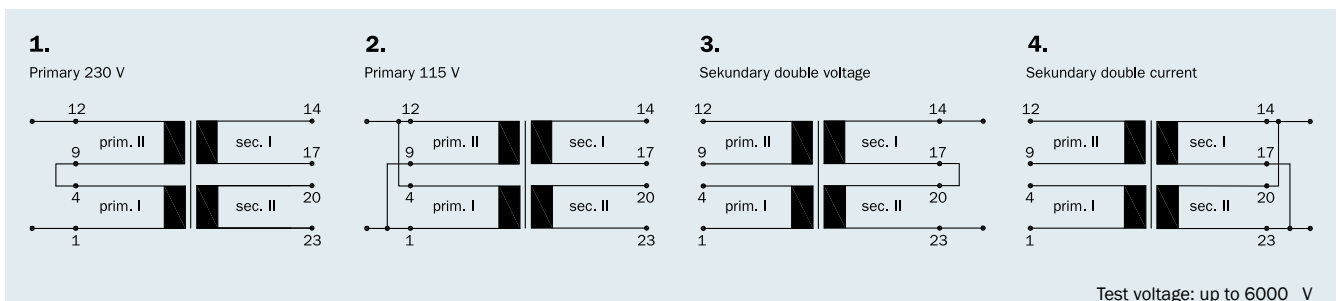 1.
Primary 230 V
12
14
prim. II
sec. I
9
17
4
20
prim. I
sec. II
1
23
2.
Primary 115 V
12
14
prim. II
sec. I
9
17
4
20
prim. I
sec. II
1
23
3.
Sekundary double voltage
12
14
prim. II
sec. I
9
17
4
20
prim. I
sec. II
1
23
4.
Sekundary double current
12
14
prim. II
sec. I
9
17
4
20
prim. I
sec. II
1
23
Test voltage: up to 6000 V